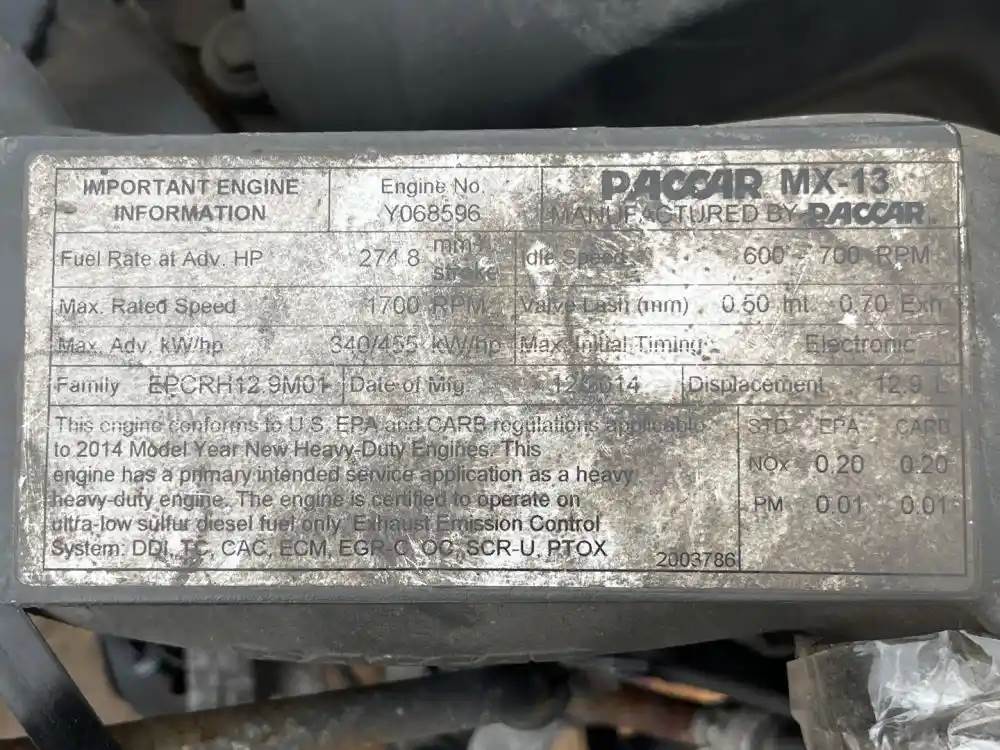 IMPORTANT ENGINE INFORMATION
Engine No. Y068596
PACCAR MX-13
MANUFACTURED BY PACCAR
Fuel Rate at Adv. HP 274.8 mm³ stroke
Idle Speed 600 - 700 RPM
Max. Rated Speed 1700 RPM
Valve Lash (mm) 0.50 Int. 0.70 Exh
Max. Adv. kW/hp 340/455 kW/hp
Max. Initial Timing: Electronic
Family EPCRH12.9M01
Date of Mfg. 12/2014
Displacement 12.9 L
This engine conforms to U.S. EPA and CARB regulations applicable
to 2014 Model Year New Heavy-Duty Engines. This
engine has a primary intended service application as a heavy
heavy-duty engine. The engine is certified to operate on
ultra-low sulfur diesel fuel only. Exhaust Emission Control
System: DDI, TC, CAC, ECM, EGR-C, OC, SCR-U, PTOX
2003786
STD EPA CARB
NOx 0.20 0.20
PM 0.01 0.01